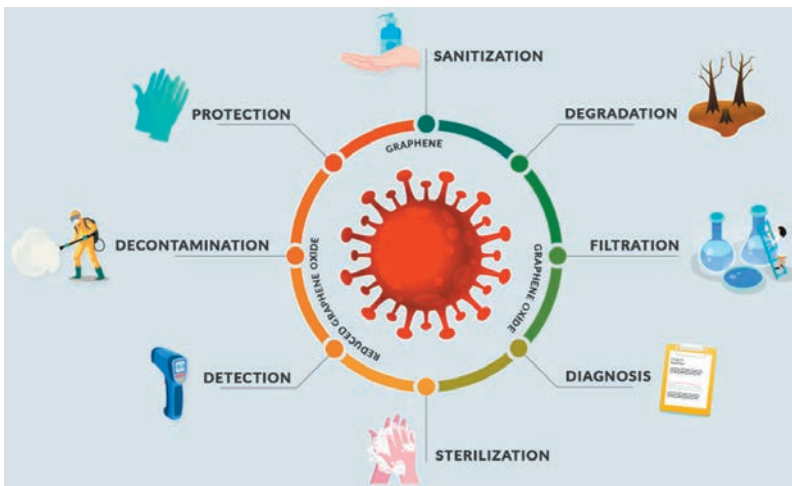 SANITIZATION
PROTECTION
DEGRADATION
GRAPHENE
DECONTAMINATION
FILTRATION
REDUCED GRAPHENE OXIDE
GRAPHENE OXIDE
DETECTION
DIAGNOSIS
STERILIZATION